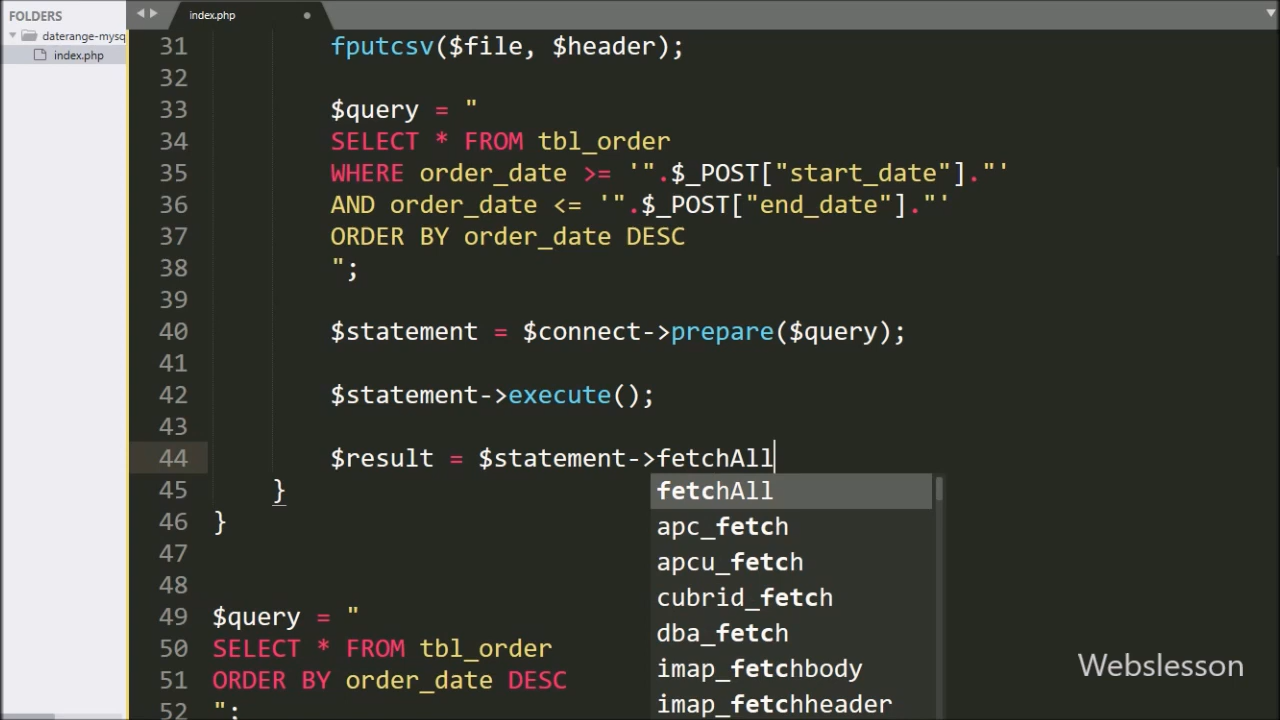 FOLDERS
daterange-mysq
index.php
index.php
31 fputcsv($file, $header);
32
33 $query = "
34 SELECT * FROM tbl_order
35 WHERE order_date >= '".$_POST["start_date"]."'
36 AND order_date <= '".$_POST["end_date"]."'
37 ORDER BY order_date DESC
38 ";
39
40 $statement = $connect->prepare($query);
41
42 $statement->execute();
43
44 $result = $statement->fetchAll
45 }
46 }
47
48
49 $query = "
50 SELECT * FROM tbl_order
51 ORDER BY order_date DESC
52 ";
fetchAll
apc_fetch
apcu_fetch
cubrid_fetch
dba_fetch
imap_fetchbody
imap_fetchheader
Webslesson